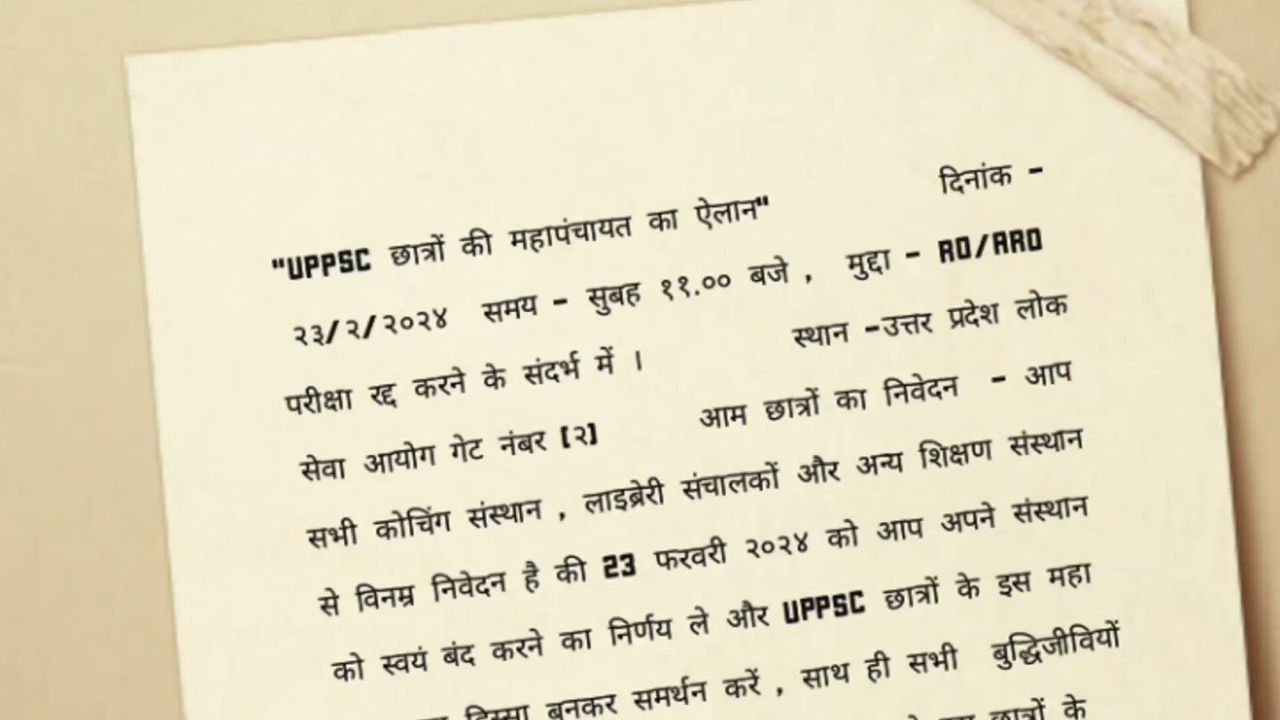 "UPPSC छात्रों की महापंचायत का ऐलान" दिनांक -
२३/२/२०२४ समय - सुबह ११.०० बजे , मुद्दा - RO/ARO
परीक्षा रद्द करने के संदर्भ में । स्थान -उत्तर प्रदेश लोक
सेवा आयोग गेट नंबर (२) आम छात्रों का निवेदन - आप
सभी कोचिंग संस्थान , लाइब्रेरी संचालकों और अन्य शिक्षण संस्थान
से विनम्र निवेदन है की 23 फरवरी २०२४ को आप अपने संस्थान
को स्वयं बंद करने का निर्णय ले और UPPSC छात्रों के इस महा
हिस्सा बनकर समर्थन करें , साथ ही सभी बुद्धिजीवियों
छात्रों के